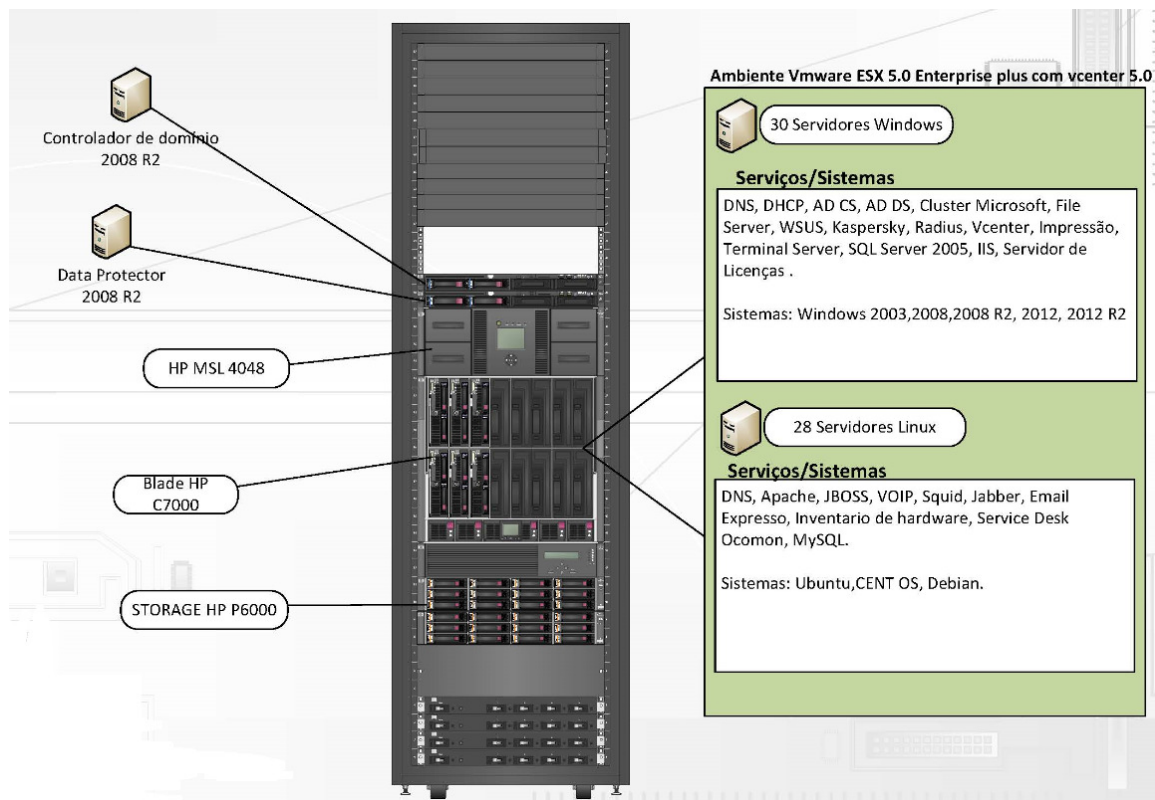 Controlador de domínio
2008 R2
Data Protector
2008 R2
HP MSL 4048
Blade HP
C7000
STORAGE HP P6000
Ambiente Vmware ESX 5.0 Enterprise plus com vcenter 5.0
30 Servidores Windows
Serviços/Sistemas
DNS, DHCP, AD CS, AD DS, Cluster Microsoft, File
Server, WSUS, Kaspersky, Radius, Vcenter, Impressão,
Terminal Server, SQL Server 2005, IIS, Servidor de
Licenças .
Sistemas: Windows 2003,2008,2008 R2, 2012, 2012 R2
28 Servidores Linux
Serviços/Sistemas
DNS, Apache, JBOSS, VOIP, Squid, Jabber, Email
Expresso, Inventario de hardware, Service Desk
Ocomon, MySQL.
Sistemas: Ubuntu,CENT OS, Debian.